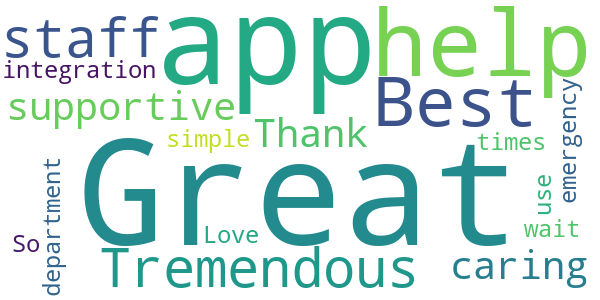 staff
app
help
integration
supportive
Best
emergency
simple
Thank
times
Great
department
use
So
Love
wait
Tremendous
caring